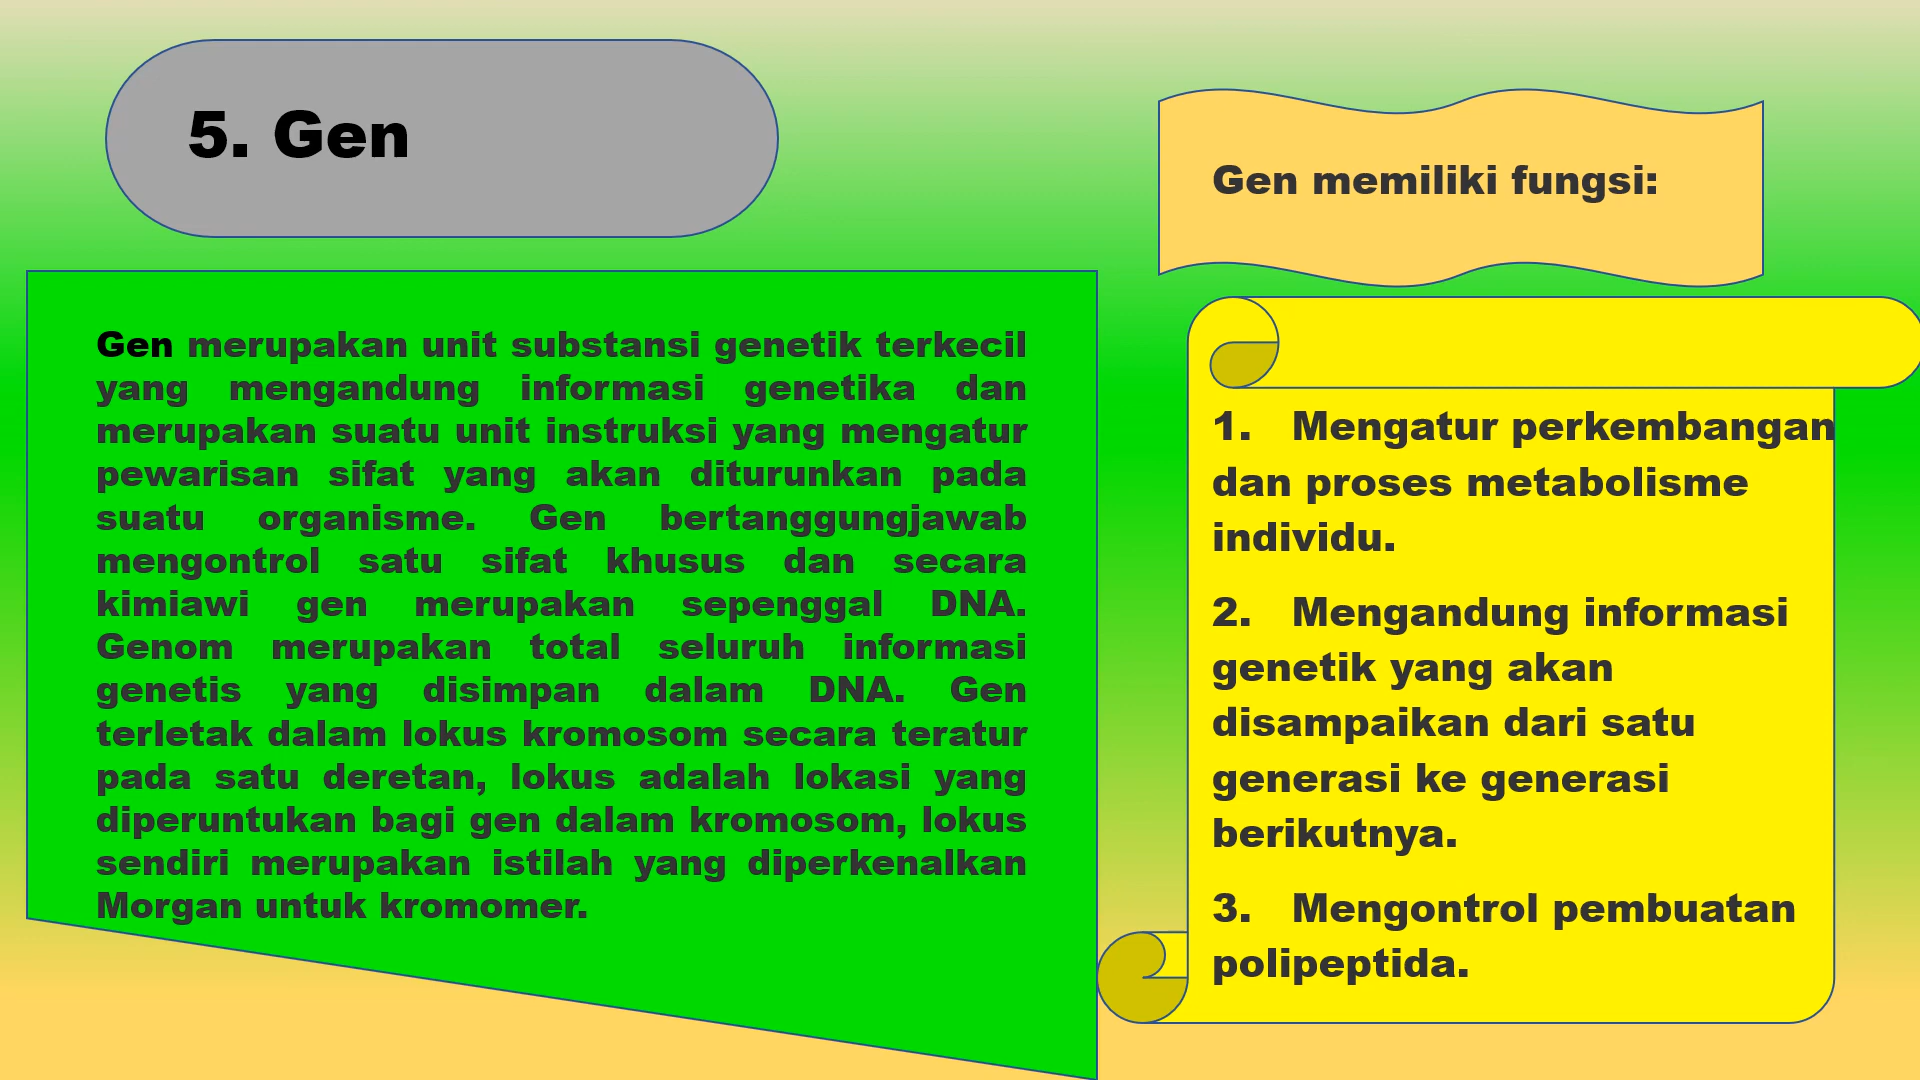 5. Gen
Gen merupakan unit substansi genetik terkecil
yang mengandung informasi genetika dan
merupakan suatu unit instruksi yang mengatur
pewarisan sifat yang akan diturunkan pada
suatu organisme. Gen bertanggungjawab
mengontrol satu sifat khusus dan secara
kimiawi gen merupakan sepenggal DNA.
Genom merupakan total seluruh informasi
genetis yang disimpan dalam DNA. Gen
terletak dalam lokus kromosom secara teratur
pada satu deretan, lokus adalah lokasi yang
diperuntukan bagi gen dalam kromosom, lokus
sendiri merupakan istilah yang diperkenalkan
Morgan untuk kromomer.
Gen memiliki fungsi:
1. Mengatur perkembangan
dan proses metabolisme
individu.
2. Mengandung informasi
genetik yang akan
disampaikan dari satu
generasi ke generasi
berikutnya.
3. Mengontrol pembuatan
polipeptida.